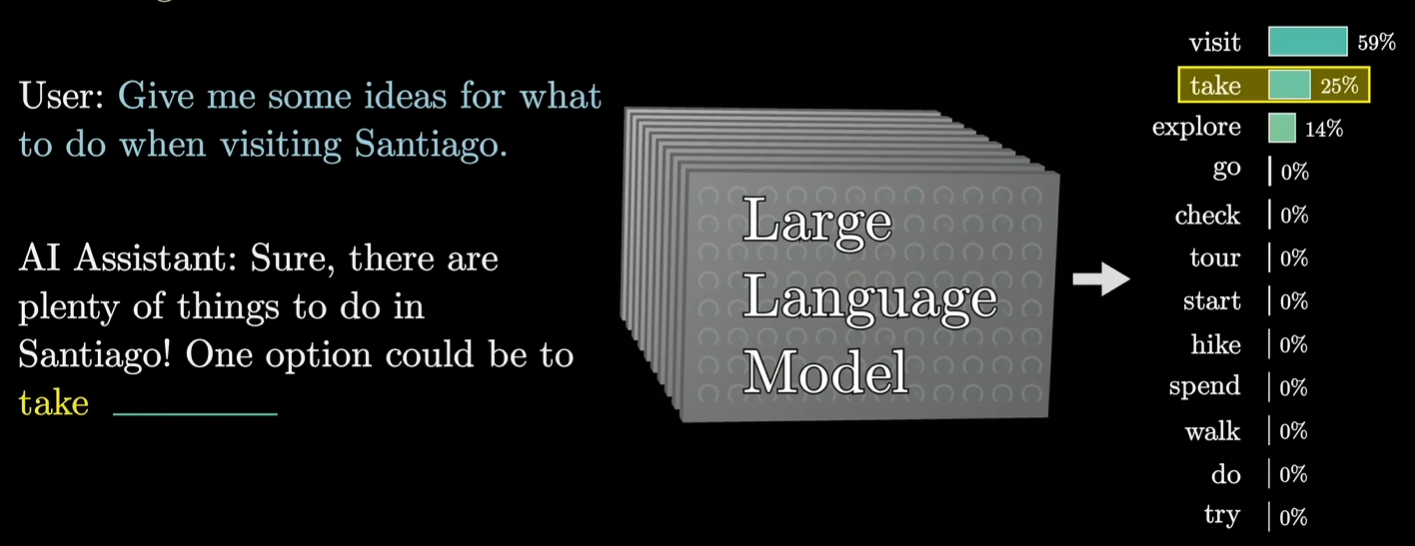 User: Give me some ideas for what
to do when visiting Santiago.
AI Assistant: Sure, there are
plenty of things to do in
Santiago! One option could be to
take
Large
Language
Model
visit 59%
take 25%
explore 14%
go 0%
check 0%
tour 0%
start 0%
hike 0%
spend 0%
walk 0%
do 0%
try 0%